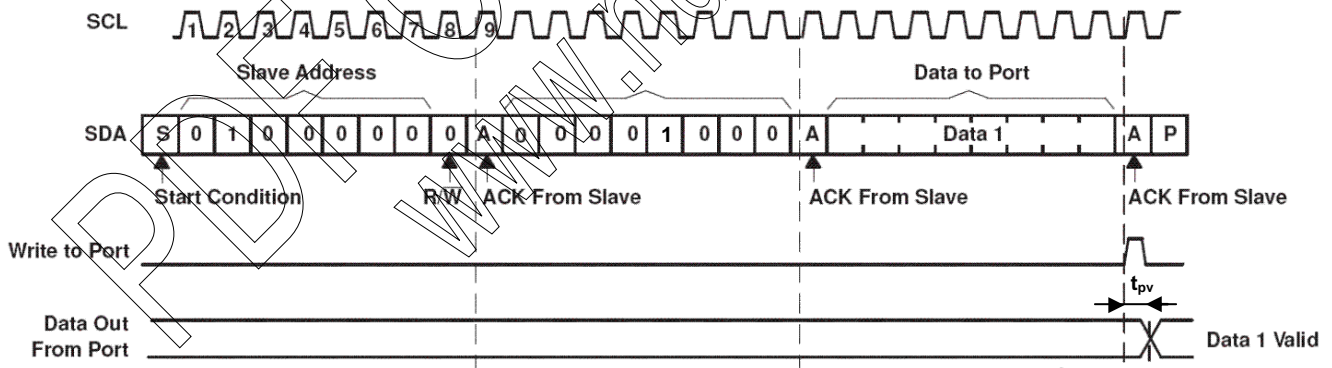 SCL 1 2 3 4 5 6 7 8 9
Slave Address Data to Port
SDA S 0 1 0 0 0 0 0 0 A 0 0 0 0 1 0 0 0 A Data 1 A P
Start Condition R/W ACK From Slave ACK From Slave ACK From Slave
Write to Port
tpv
Data Out
From Port
Data 1 Valid